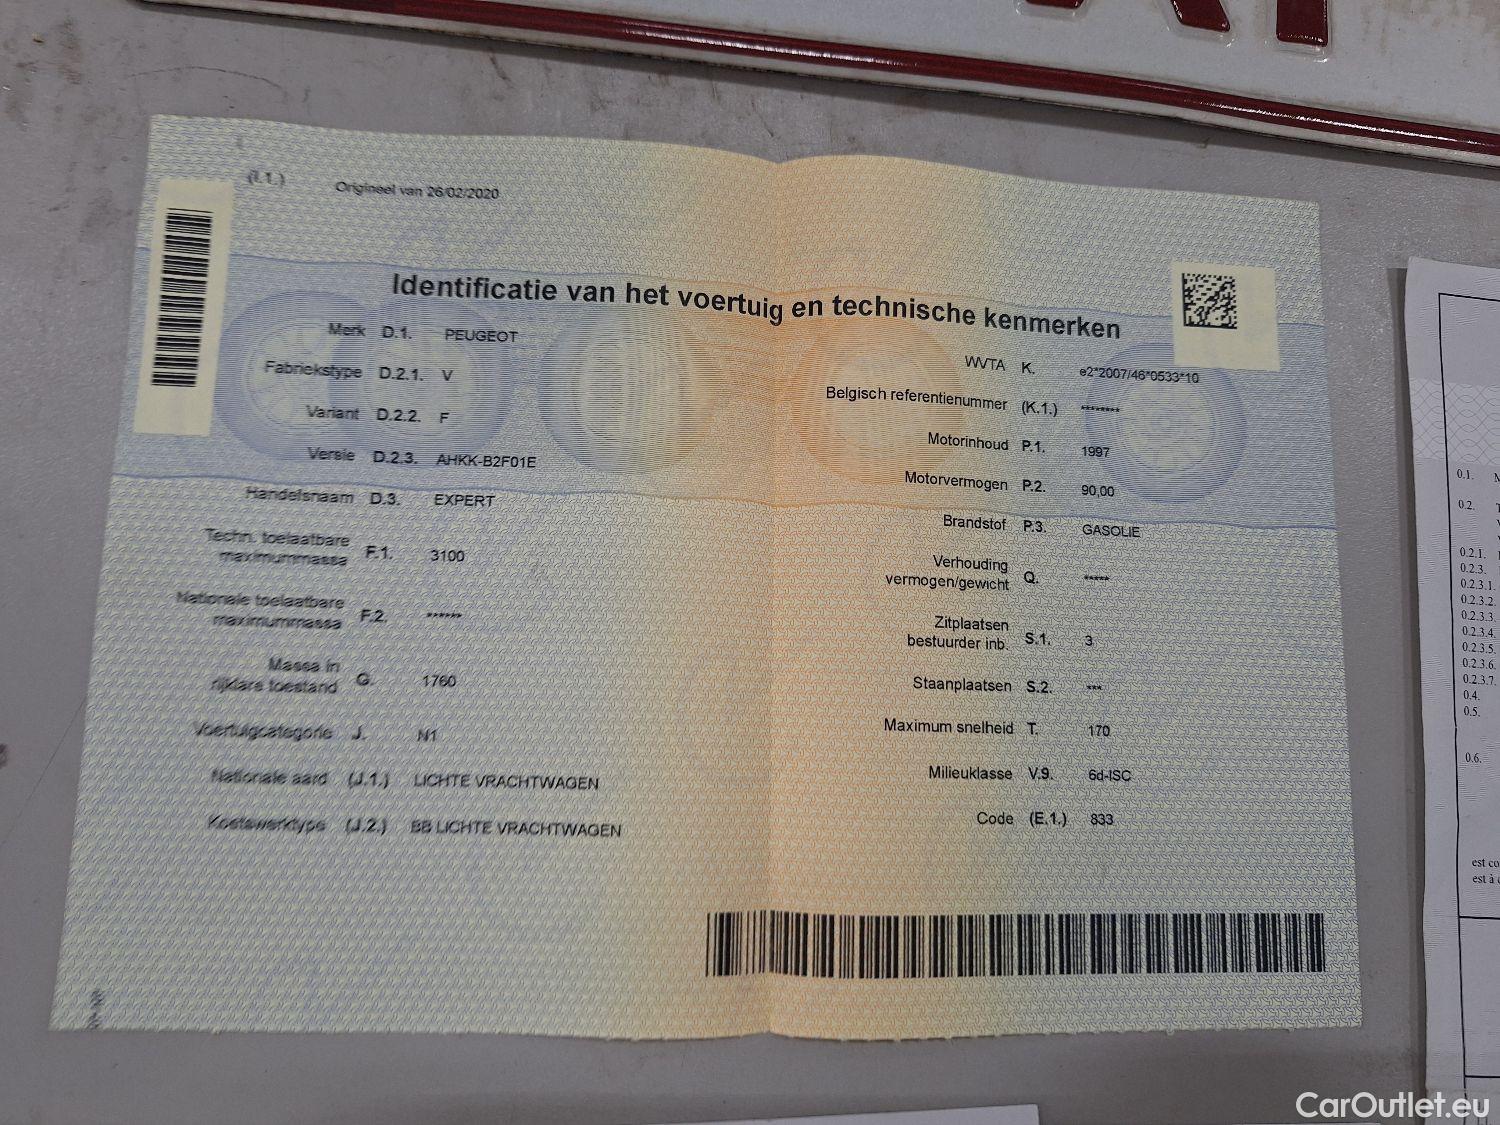 (I.1.) Origineel van 26/02/2020
Identificatie van het voertuig en technische kenmerken
Merk D.1. PEUGEOT
Fabriekstype D.2.1. V
Variant D.2.2. F
Versie D.2.3. AHKK-B2F01E
Handelsnaam D.3. EXPERT
Techn. toelaatbare
maximummassa F.1. 3100
Nationale toelaatbare
maximummassa F.2. ******
Massa in
rijklare toestand G. 1760
Voertuigcategorie J. N1
Nationale aard (J.1.) LICHTE VRACHTWAGEN
Koetswerktype (J.2.) BB LICHTE VRACHTWAGEN
WVTA K. e2*2007/46*0533*10
Belgisch referentienummer (K.1.) ********
Motorinhoud P.1. 1997
Motorvermogen P.2. 90,00
Brandstof P.3. GASOLIE
Verhouding
vermogen/gewicht Q. *****
Zitplaatsen
bestuurder inb. S.1. 3
Staanplaatsen S.2. ***
Maximum snelheid T. 170
Milieuklasse V.9. 6d-ISC
Code (E.1.) 833
0.1.
0.2.
0.2.1.
0.2.3.
0.2.3.1.
0.2.3.2.
0.2.3.3.
0.2.3.4.
0.2.3.5.
0.2.3.6.
0.2.3.7.
0.4.
0.5.
0.6.
est
est à
CarOutlet.eu